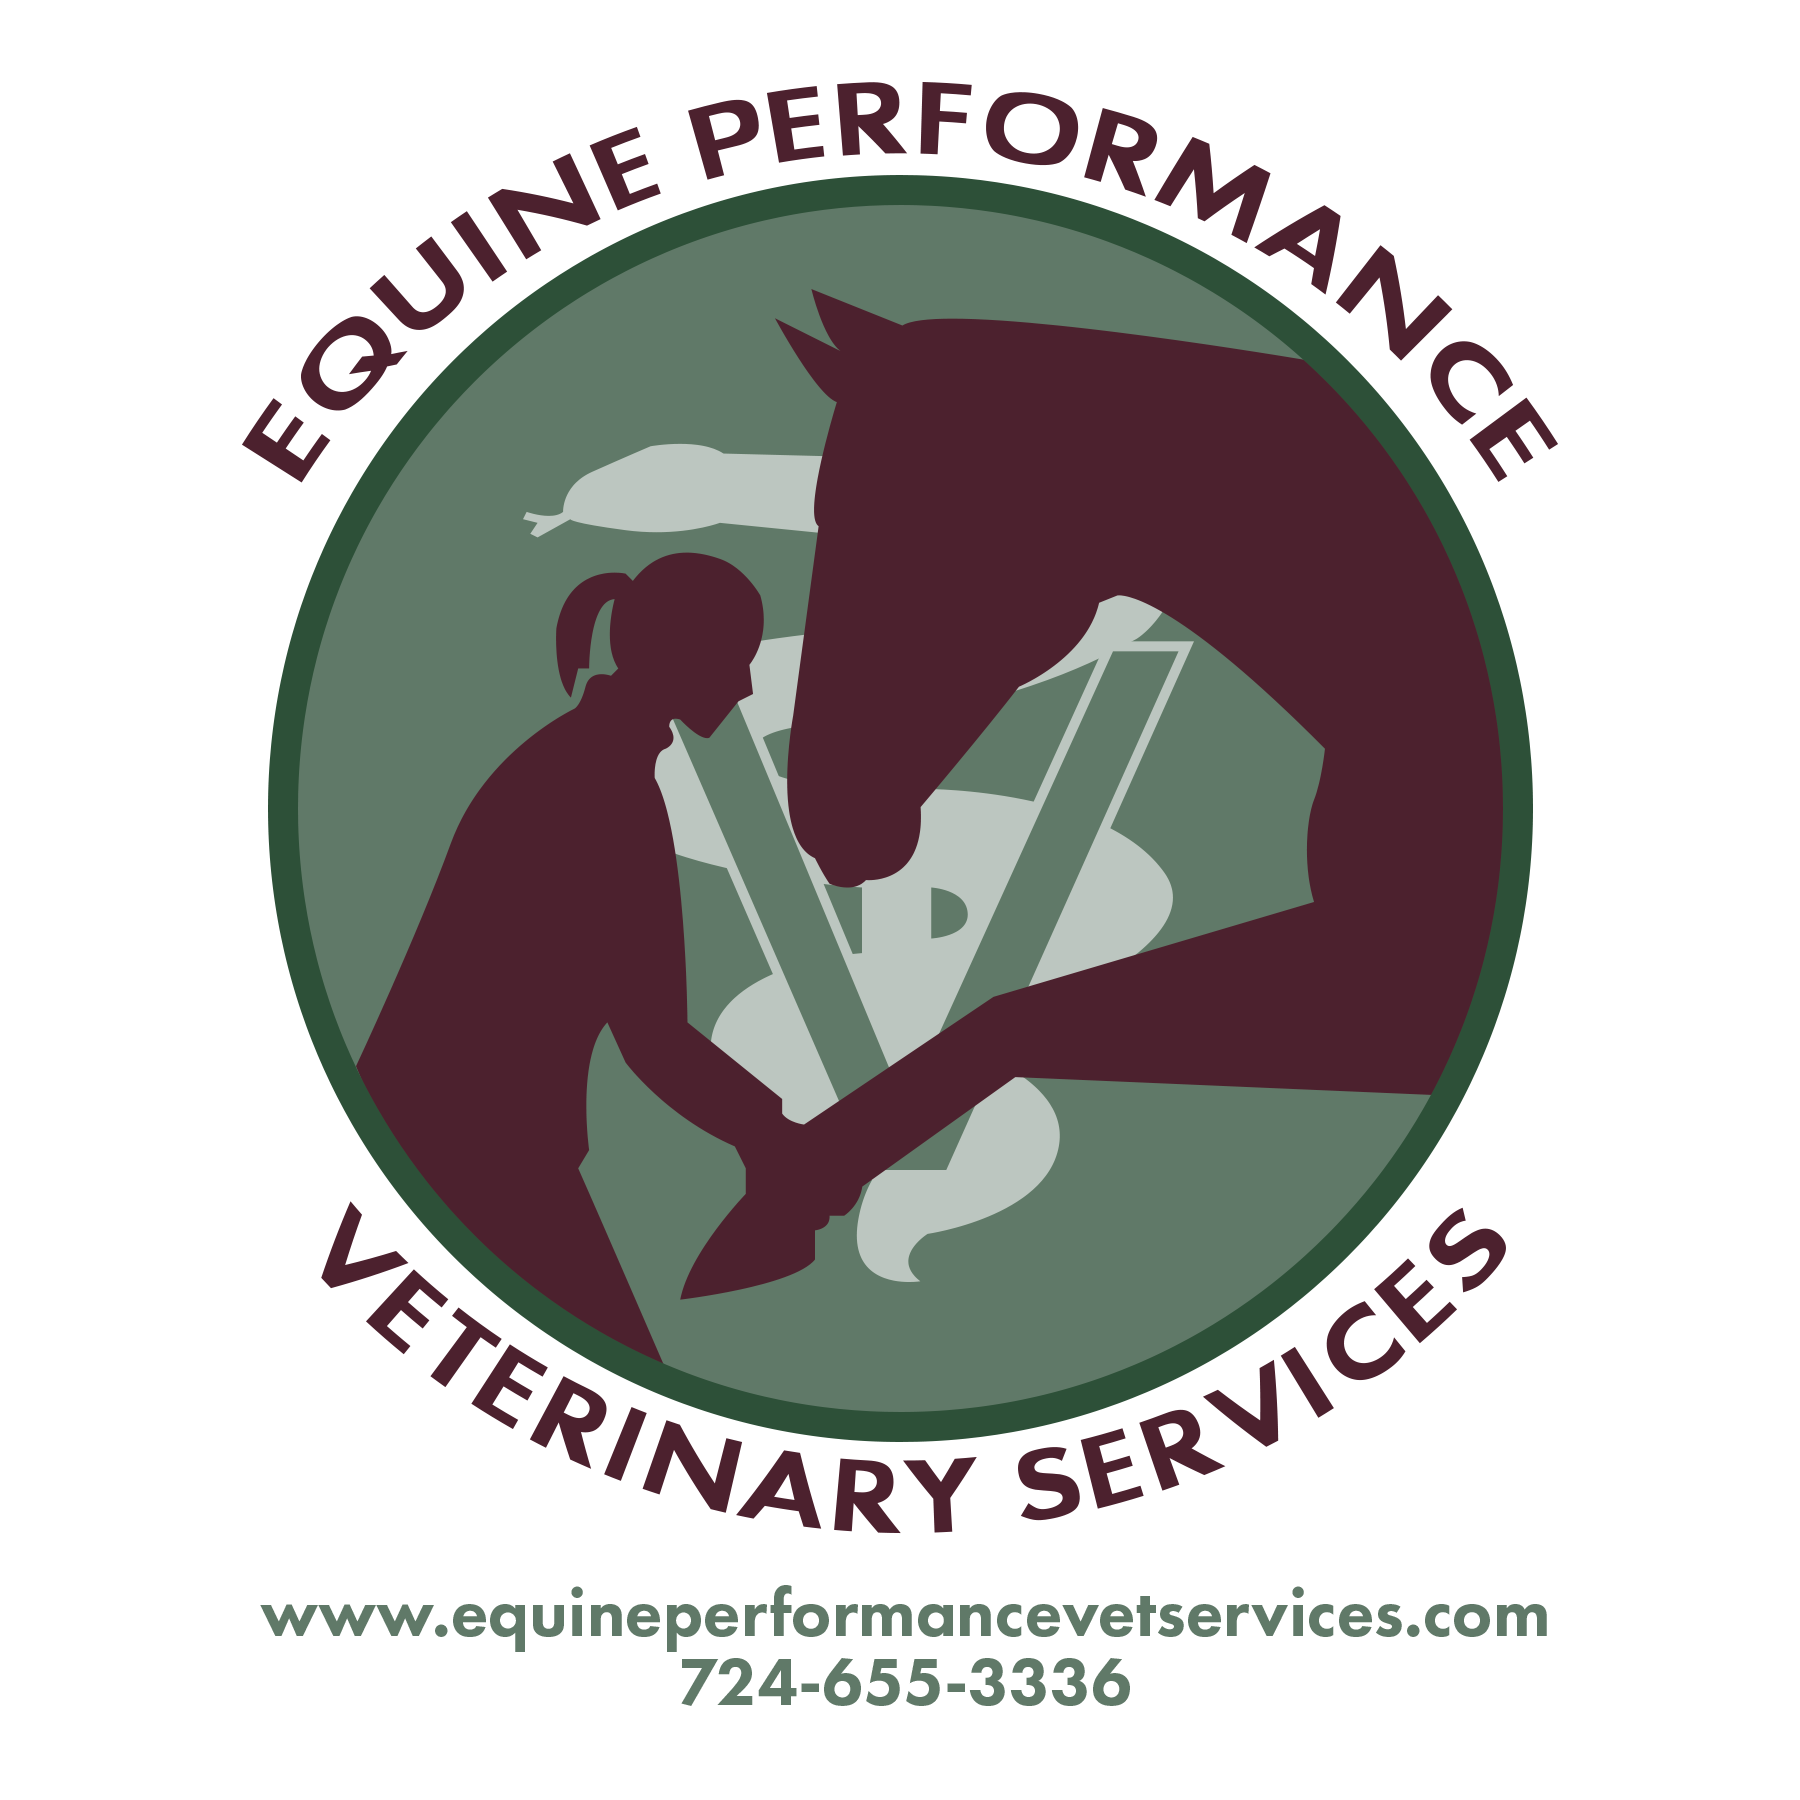 EQUINE PERFORMANCE
V
VETERINARY SERVICES
www.equineperformancevetservices.com
724-655-3336